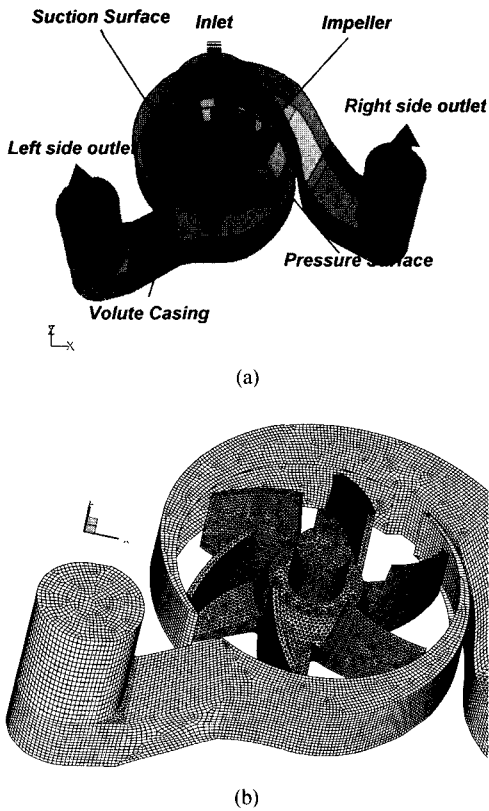 Suction Surface
Inlet
Impeller
Right side outlet
Left side outlet
Pressure Surface
Volute Casing
Z
X
(a)
(b)